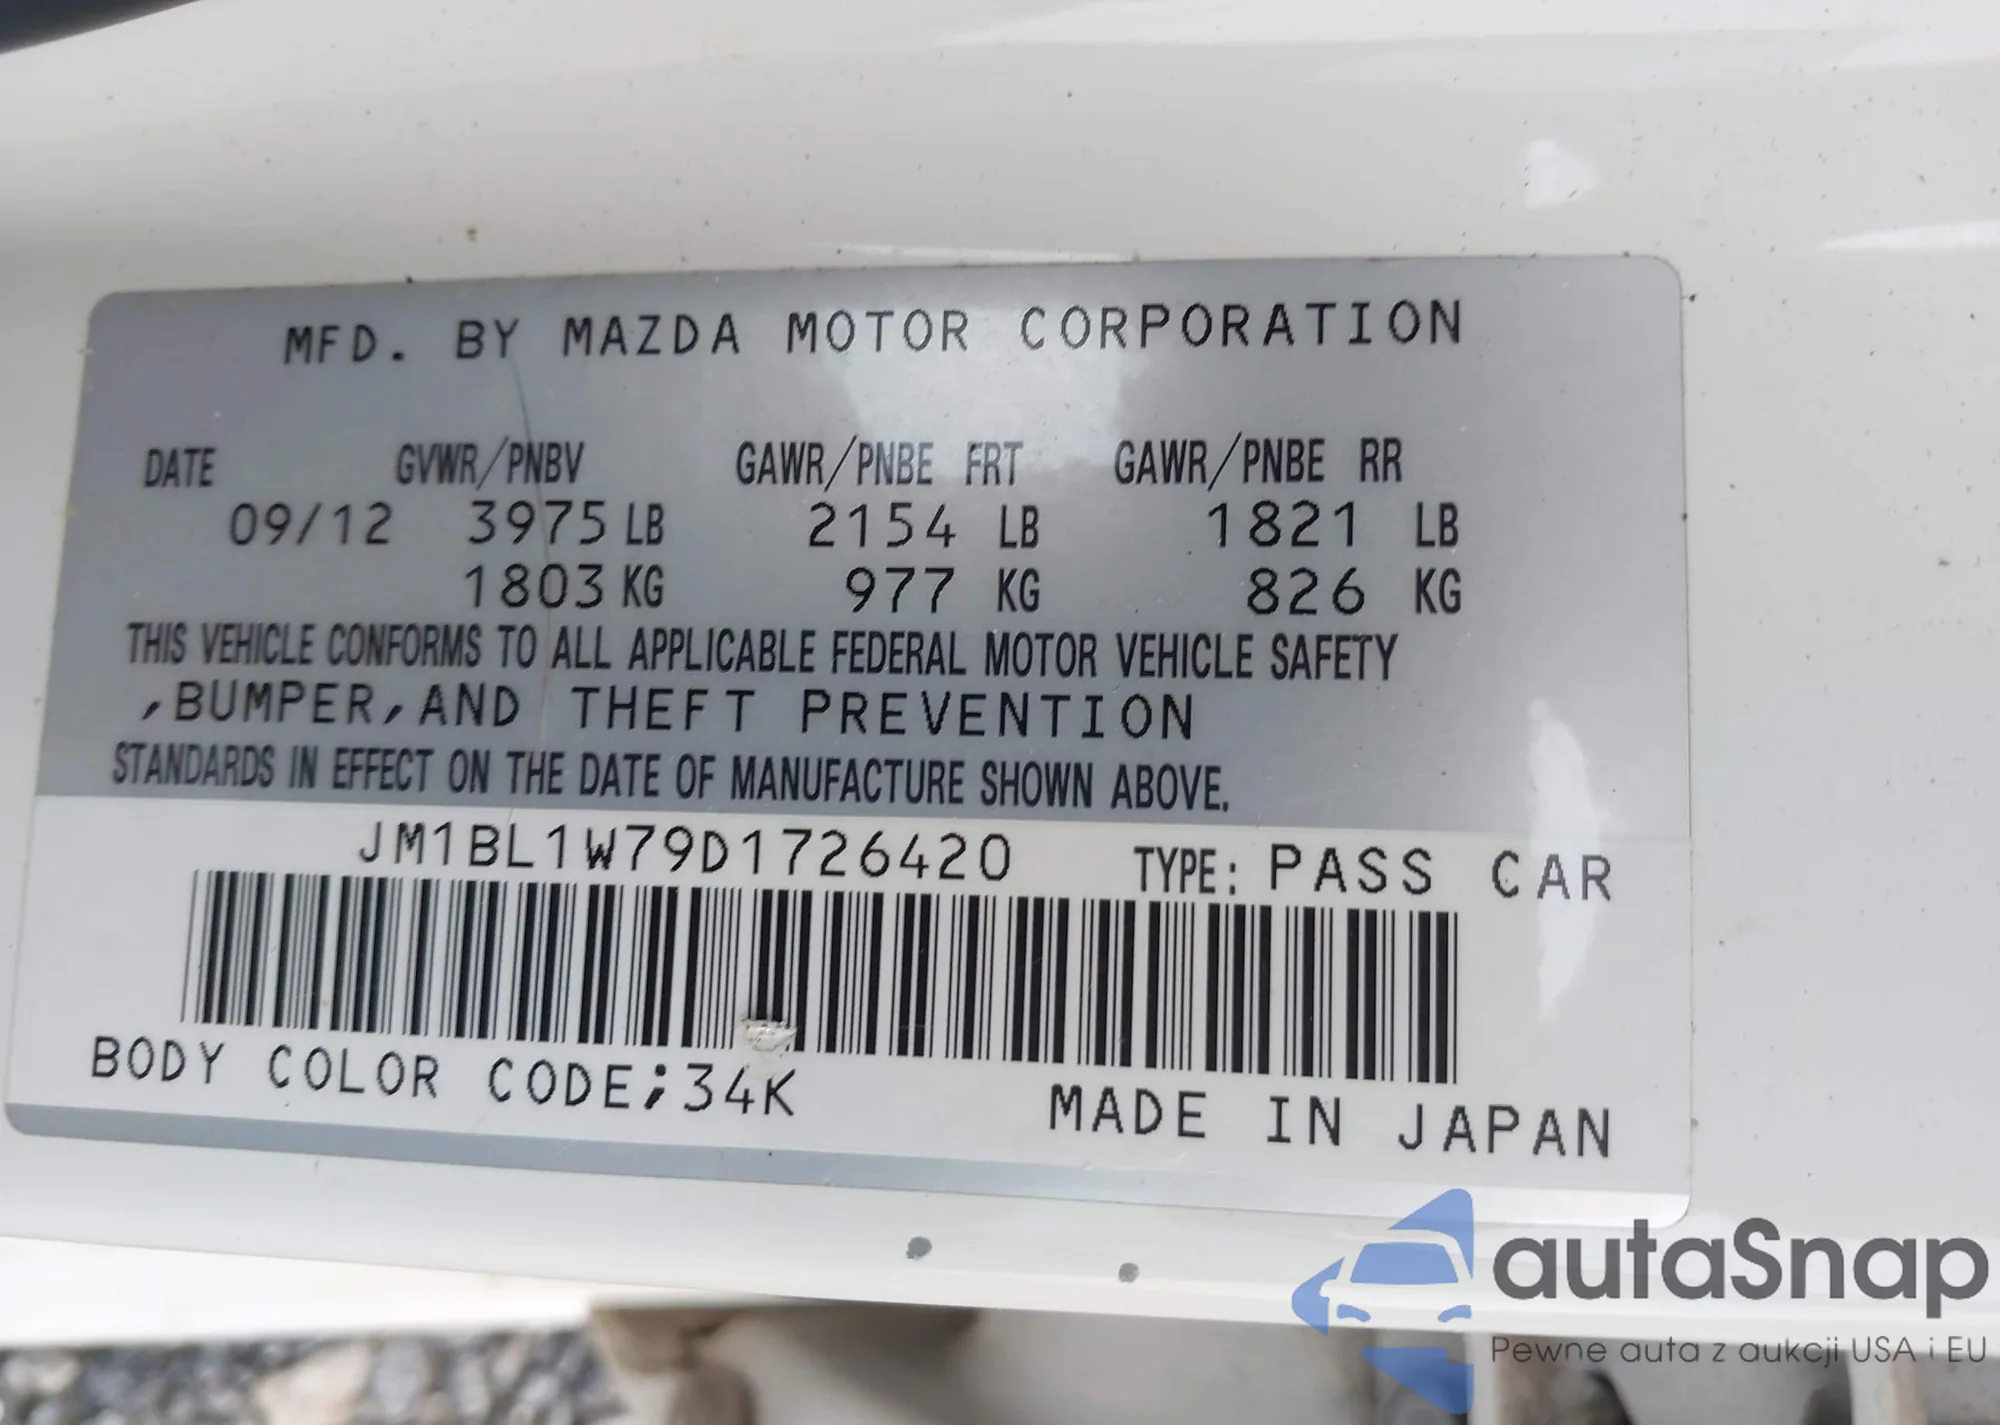 MFD. BY MAZDA MOTOR CORPORATION
DATE GVWR/PNBV GAWR/PNBE FRT GAWR/PNBE RR
09/12 3975 LB 2154 LB 1821 LB
1803 KG 977 KG 826 KG
THIS VEHICLE CONFORMS TO ALL APPLICABLE FEDERAL MOTOR VEHICLE SAFETY
,BUMPER,AND THEFT PREVENTION
STANDARDS IN EFFECT ON THE DATE OF MANUFACTURE SHOWN ABOVE.
JM1BL1W79D1726420 TYPE: PASS CAR
BODY COLOR CODE;34K
MADE IN JAPAN
autaSnap
Pewne auta z aukcji USA i EU